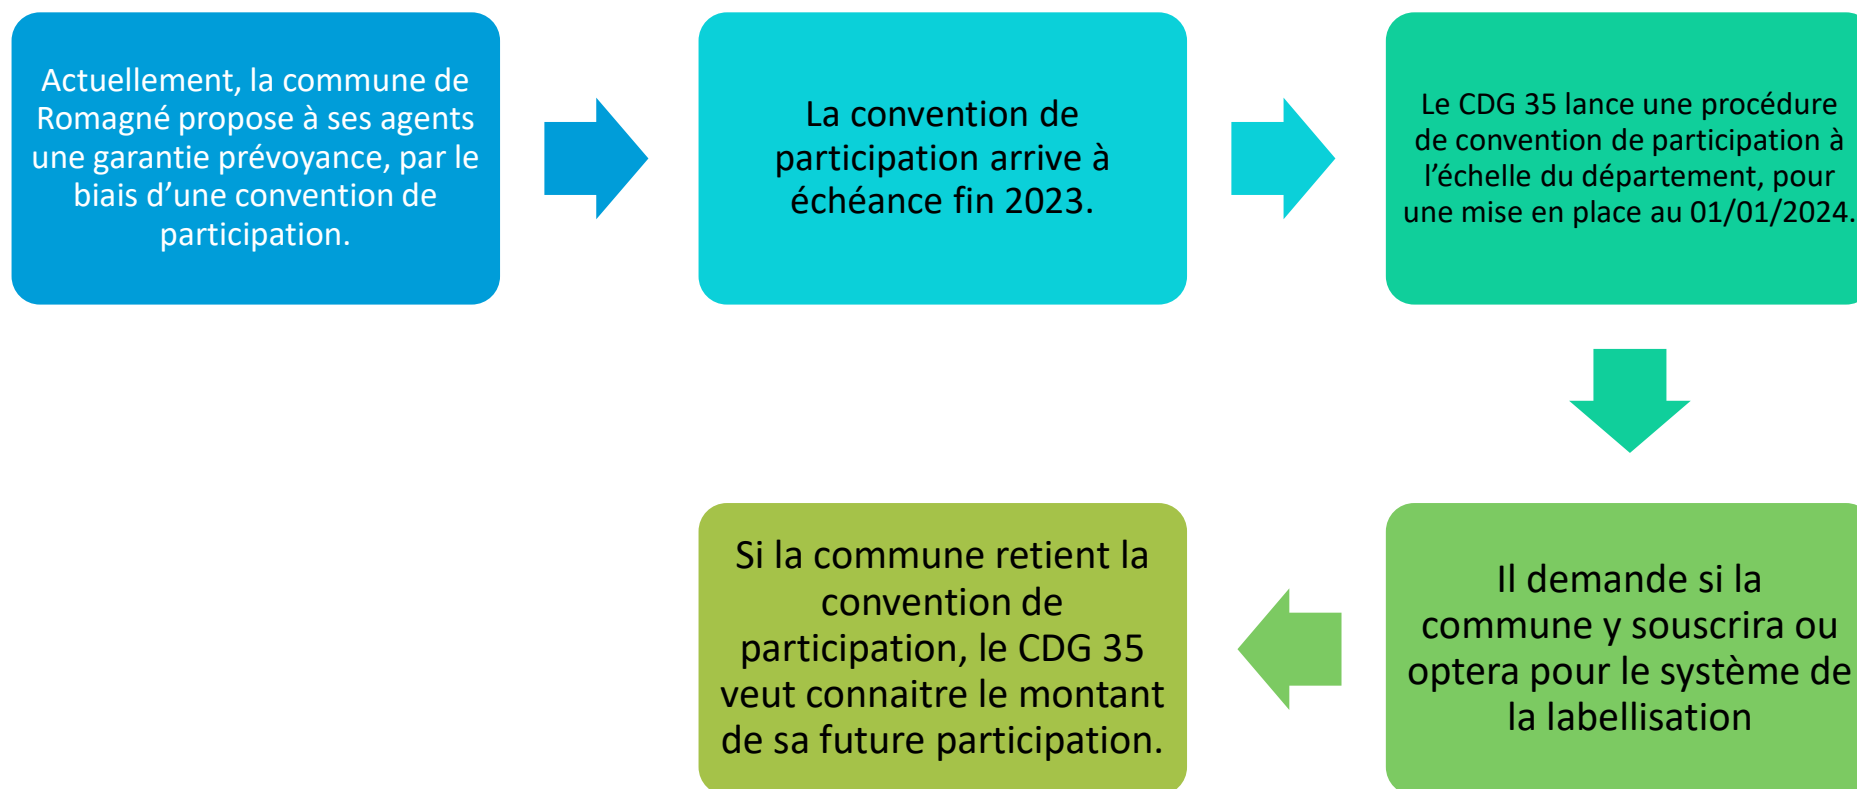 Actuellement, la commune de
Romagné propose à ses agents
une garantie prévoyance, par le
biais d’une convention de
participation.
La convention de
participation arrive à
échéance fin 2023.
Le CDG 35 lance une procédure
de convention de participation à
l’échelle du département, pour
une mise en place au 01/01/2024.
Il demande si la
commune y souscrira ou
optera pour le système de
la labellisation
Si la commune retient la
convention de
participation, le CDG 35
veut connaitre le montant
de sa future participation.